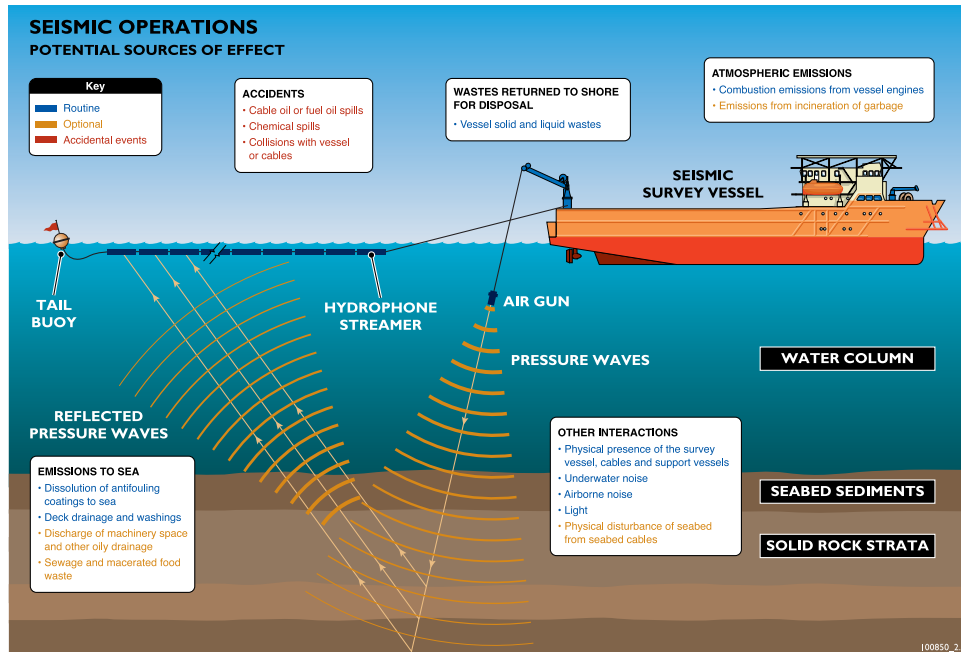 SEISMIC OPERATIONS
POTENTIAL SOURCES OF EFFECT
Key
Routine
Optional
Accidental events
ACCIDENTS
• Cable oil or fuel oil spills
• Chemical spills
• Collisions with vessel
or cables
WASTES RETURNED TO SHORE
FOR DISPOSAL
• Vessel solid and liquid wastes
ATMOSPHERIC EMISSIONS
• Combustion emissions from vessel engines
• Emissions from incineration of garbage
SEISMIC
SURVEY VESSEL
TAIL
BUOY
HYDROPHONE
STREAMER
AIR GUN
PRESSURE WAVES
WATER COLUMN
REFLECTED
PRESSURE WAVES
EMISSIONS TO SEA
• Dissolution of antifouling
coatings to sea
• Deck drainage and washings
• Discharge of machinery space
and other oily drainage
• Sewage and macerated food
waste
OTHER INTERACTIONS
• Physical presence of the survey
vessel, cables and support vessels
• Underwater noise
• Airborne noise
• Light
• Physical disturbance of seabed
from seabed cables
SEABED SEDIMENTS
SOLID ROCK STRATA
100850_2.